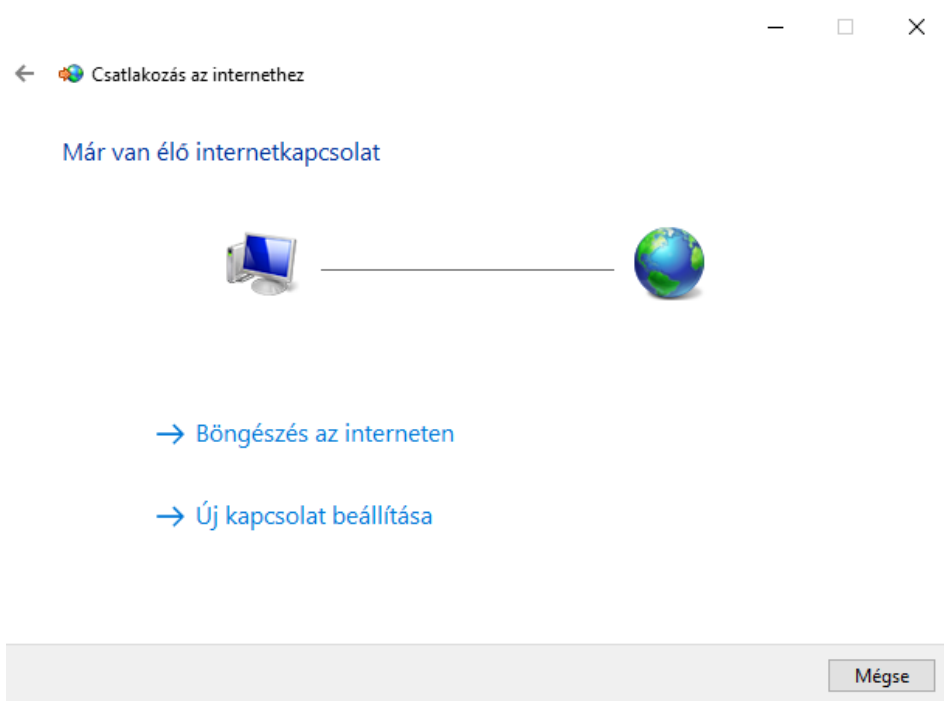 Csatlakozás az internethez
Már van élő internetkapcsolat
Böngészés az interneten
Új kapcsolat beállítása
Mégse